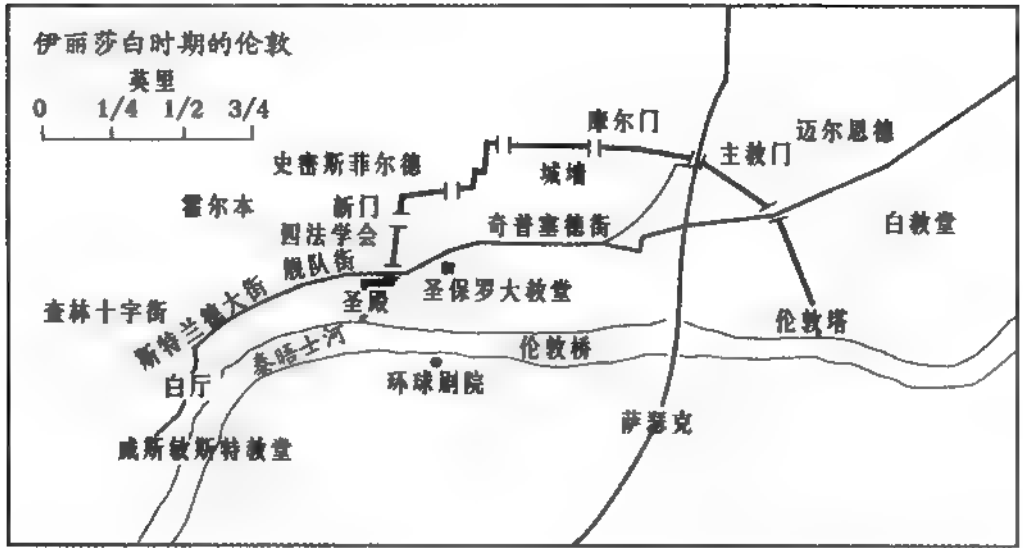 伊丽莎白时期的伦敦
英里
0 1/4 1/2 3/4
摩尔门
迈尔恩德
主教门
史密斯菲尔德
城墙
霍尔本
新门
四法学会
奇普塞德街
白教堂
舰队街
圣保罗大教堂
圣殿
查林十字街
斯特兰德大街
伦敦塔
泰晤士河
伦敦桥
环球剧院
白厅
萨瑟克
威斯敏斯特教堂